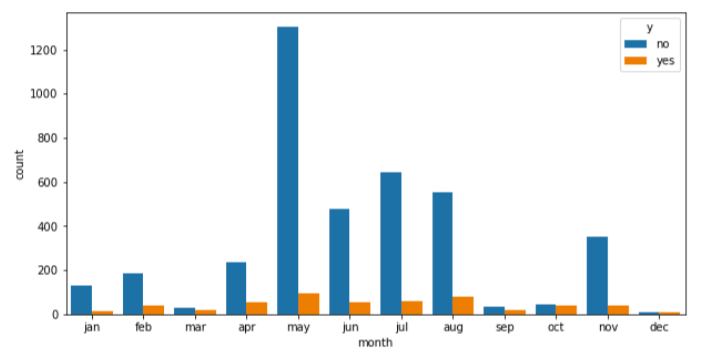 y
no
yes
1200
1000
800
600
400
200
0
count
jan feb mar apr may jun jul aug sep oct nov dec
month